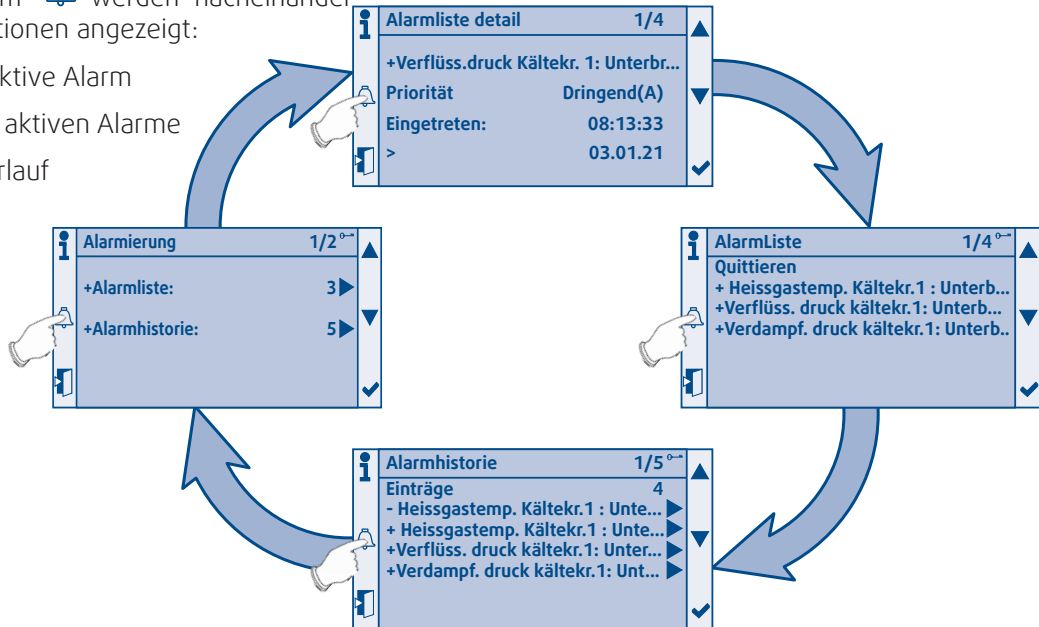 werden nacheinander
tionen angezeigt:
ktive Alarm
aktiven Alarme
rlauf
Alarmliste detail 1/4
+Verflüss.druck Kältekr. 1: Unterbr...
Priorität Dringend(A)
Eingetreten: 08:13:33
> 03.01.21
Alarmierung 1/2
+Alarmliste: 3
+Alarmhistorie: 5
AlarmListe 1/4
Quittieren
+ Heissgastemp. Kältekr.1 : Unterb...
+Verflüss. druck kältekr.1: Unterb...
+Verdampf. druck kältekr.1: Unterb..
Alarmhistorie 1/5
Einträge 4
- Heissgastemp. Kältekr.1 : Unte...
+ Heissgastemp. Kältekr.1 : Unte...
+Verflüss. druck kältekr.1: Unter...
+Verdampf. druck kältekr.1: Unt...